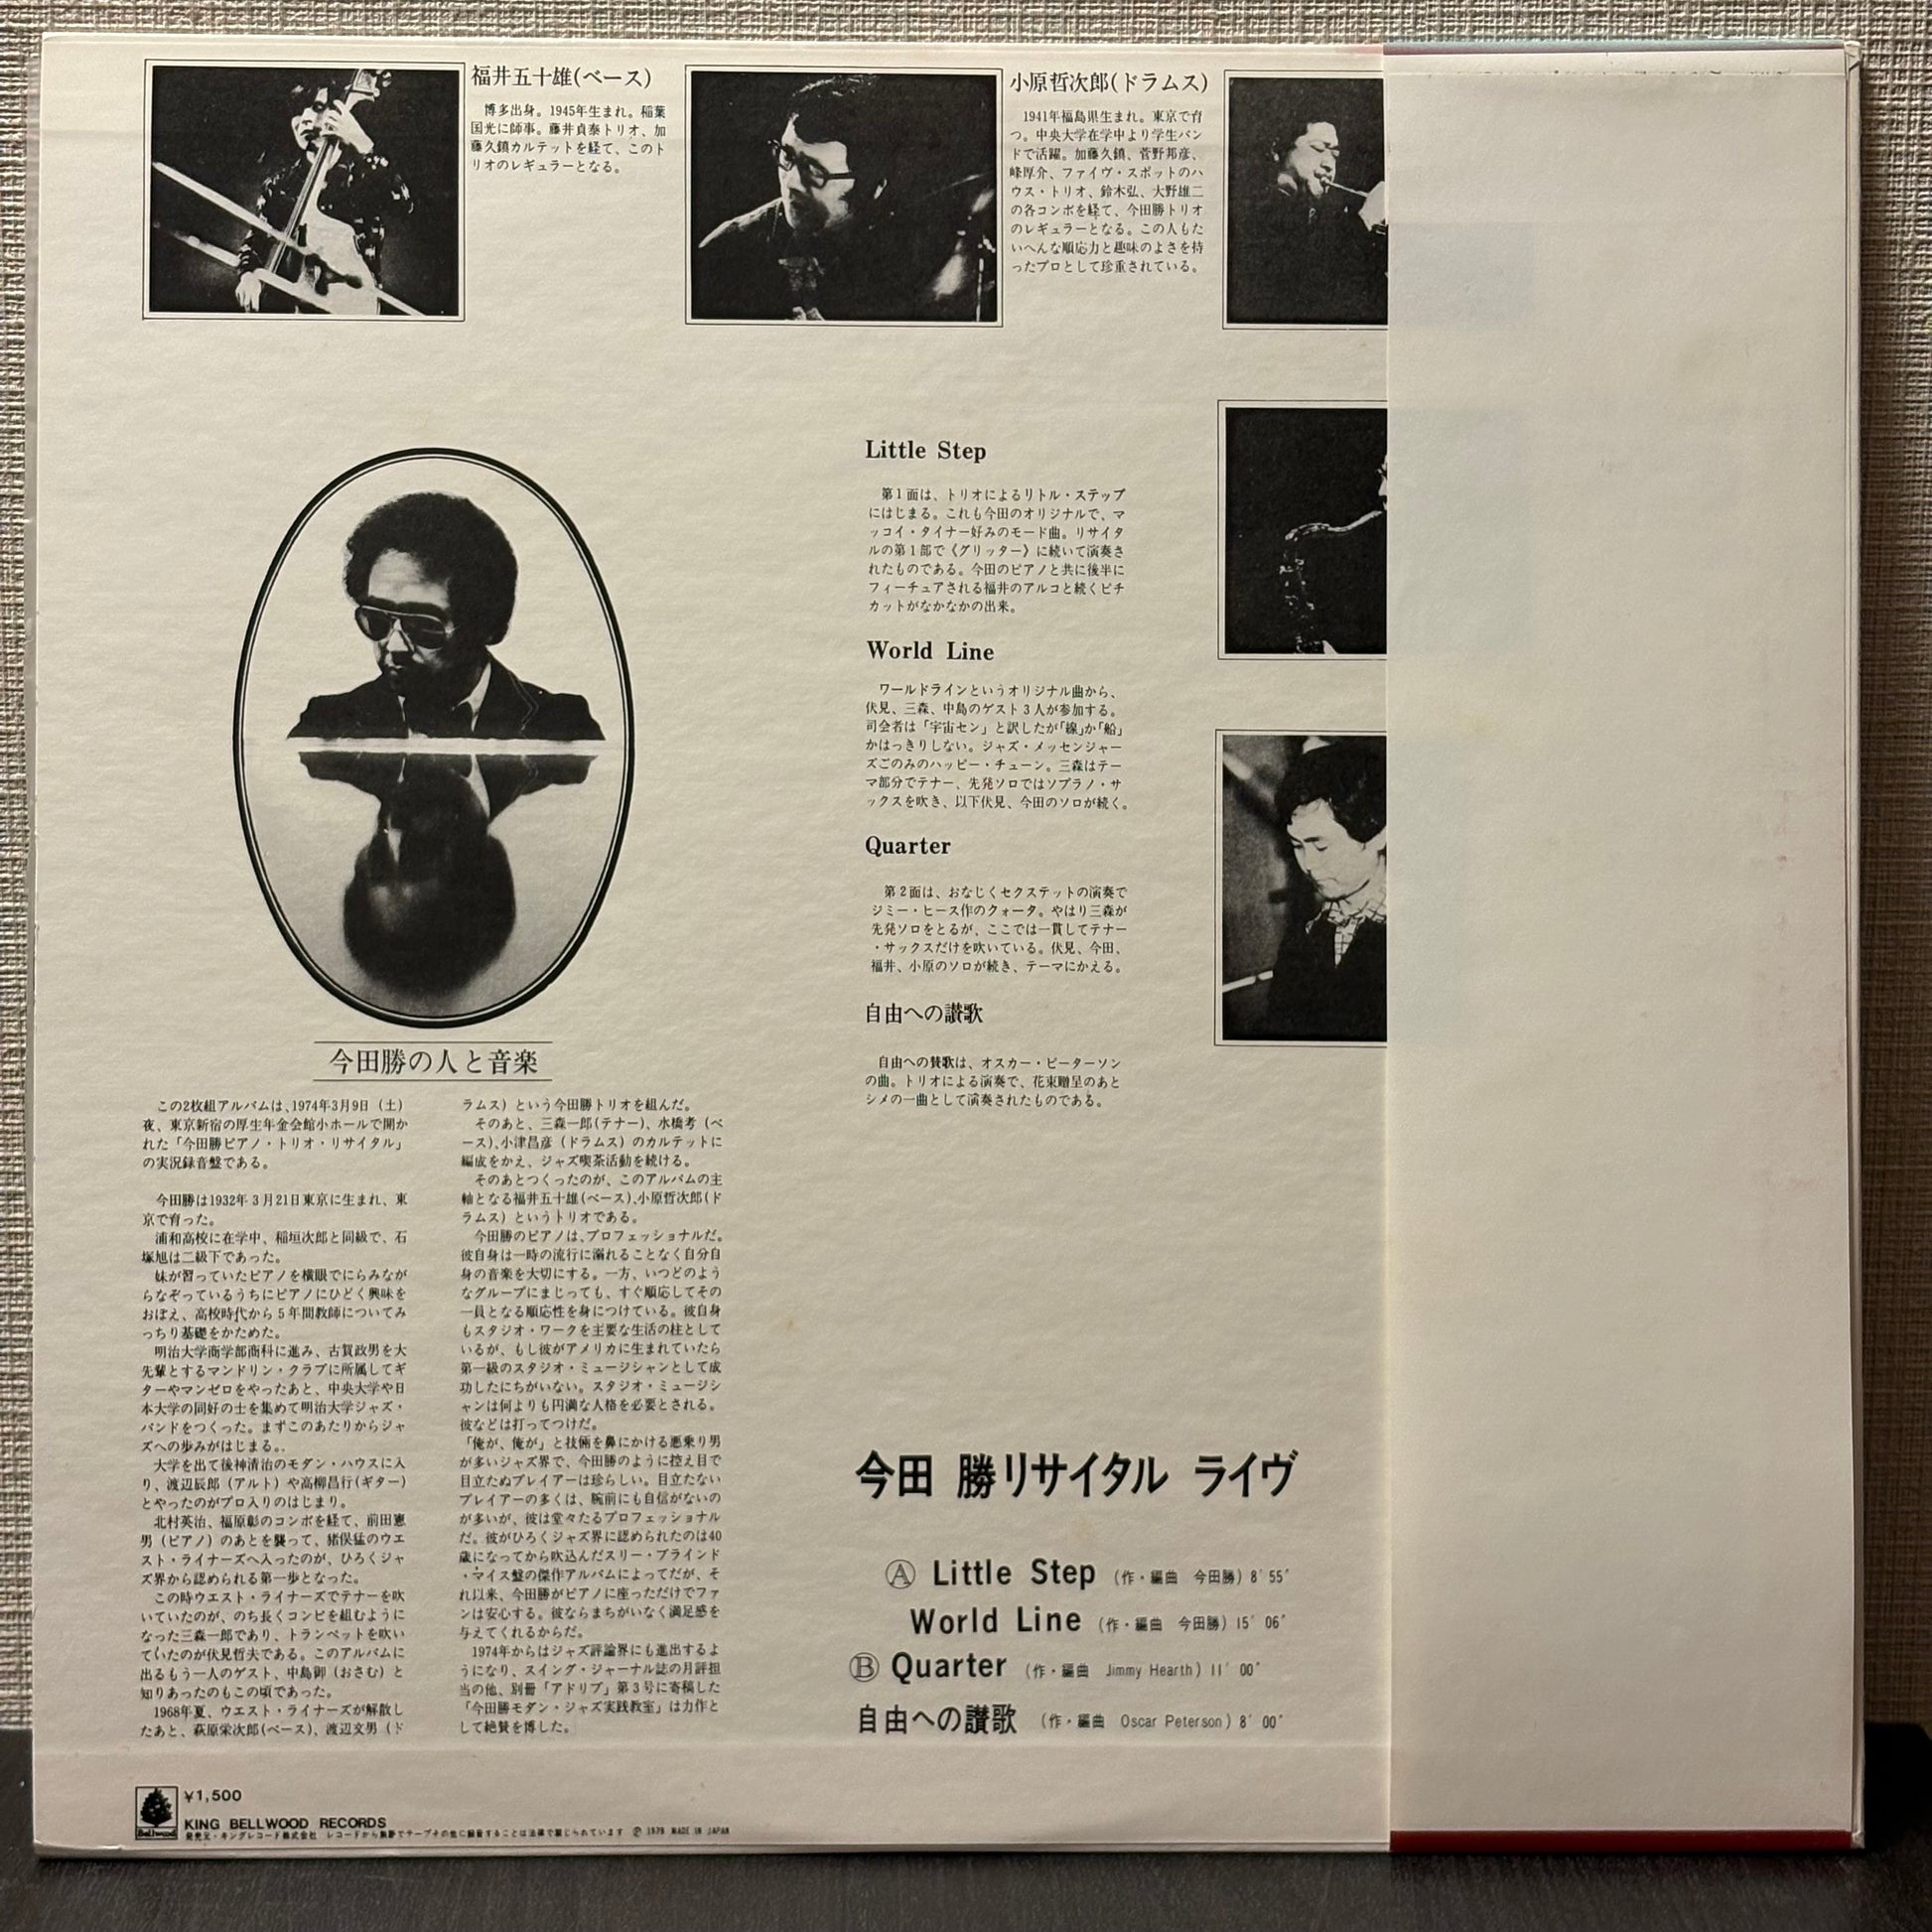 福井五十雄(ベース)
博多出身。1945年生まれ。稲葉
国光に師事。藤井貞泰トリオ、加
藤久鎮カルテットを経て、このト
リオのレギュラーとなる。
小原哲次郎(ドラムス)
1941年福島県生まれ。東京で育
つ。中央大学在学中より学生バン
ドで活躍。加藤久鎮、菅野邦彦、
峰厚介、ファイヴ・スポットのハ
ウス・トリオ、鈴木弘、大野雄二
の各コンボを経て、今田勝トリオ
のレギュラーとなる。この人もた
いへんな順応力と趣味のよさを持
ったプロとして珍重されている。
今田勝の人と音楽
この2枚組アルバムは、1974年3月9日（土）
夜、東京新宿の厚生年金会館小ホールで開か
れた「今田勝ピアノ・トリオ・リサイタル」
の実況録音盤である。
今田勝は1932年3月21日東京に生まれ、東
京で育った。
浦和高校に在学中、稲垣次郎と同級で、石
塚旭は二級下であった。
妹が習っていたピアノを横眼でにらみなが
らなぞっているうちにピアノにひどく興味を
おぼえ、高校時代から5年間教師についてみ
っちり基礎をかためた。
明治大学商学部商科に進み、古賀政男を大
先輩とするマンドリン・クラブに所属してギ
ターやマンゼロをやったあと、中央大学や日
本大学の同好の士を集めて明治大学ジャズ・
バンドをつくった。まずこのあたりからジャ
ズへの歩みがはじまる。.
大学を出て後神清治のモダン・ハウスに入
り、渡辺辰郎（アルト）や高柳昌行(ギター)
とやったのがプロ入りのはじまり。
北村英治、福原彰のコンボを経て、前田憲
男（ピアノ）のあとを襲って、猪俣猛のウエ
スト・ライナーズへ入ったのが、ひろくジャ
ズ界から認められる第一歩となった。
この時ウエスト・ライナーズでテナーを吹
いていたのが、のち長くコンビを組むように
なった三森一郎であり、トランペットを吹い
ていたのが伏見哲夫である。このアルバムに
出るもう一人のゲスト、中島御（おさむ）と
知りあったのもこの頃であった。
1968年夏、ウエスト・ライナーズが解散し
たあと、萩原栄次郎(ベース)、渡辺文男（ド
ラムス）という今田勝トリオを組んだ。
そのあと、三森一郎(テナー)、水橋孝（ベ
ース)､小津昌彦（ドラムス）のカルテットに
編成をかえ、ジャズ喫茶活動を続ける。
そのあとつくったのが、このアルバムの主
軸となる福井五十雄(ベース)､小原哲次郎(ド
ラムス）というトリオである。
今田勝のピアノは､プロフェッショナルだ。
彼自身は一時の流行に溺れることなく自分自
身の音楽を大切にする。一方、いつどのよう
なグループにまじっても、すぐ順応してその
一員となる順応性を身につけている。彼自身
もスタジオ・ワークを主要な生活の柱として
いるが、もし彼がアメリカに生まれていたら
第一級のスタジオ・ミュージシャンとして成
功したにちがいない。スタジオ・ミュージシ
ャンは何よりも円満な人格を必要とされる。
彼などは打ってつけだ。
「俺が、俺が」と技倆を鼻にかける悪乗り男
が多いジャズ界で、今田勝のように控え目で
目立たぬプレイアーは珍らしい。目立たない
プレイアーの多くは、腕前にも自信がないの
が多いが、彼は堂々たるプロフェッショナル
だ。彼がひろくジャズ界に認められたのは40
歳になってから吹込んだスリー・ブラインド
・マイス盤の傑作アルバムによってだが、そ
れ以来、今田勝がピアノに座っただけでファ
ンは安心する。彼ならまちがいなく満足感を
与えてくれるからだ。
1974年からはジャズ評論界にも進出するよ
うになり、スイング・ジャーナル誌の月評担
当の他、別冊「アドリブ」第3号に寄稿した
「今田勝モダン・ジャズ実践教室」は力作と
して絶賛を博した。
Little Step
第1面は、トリオによるリトル・ステップ
にはじまる。これも今田のオリジナルで、マ
ッコイ・タイナー好みのモード曲。リサイタ
ルの第1部で《グリッター》に続いて演奏さ
れたものである。今田のピアノと共に後半に
フィーチュアされる福井のアルコと続くピチ
カットがなかなかの出来。
World Line
ワールドラインというオリジナル曲から、
伏見、三森、中島のゲスト3人が参加する。
司会者は「宇宙セン」と訳したが｢線｣か｢船｣
かはっきりしない。ジャズ・メッセンジャー
ズごのみのハッピー・チューン。三森はテー
マ部分でテナー、先発ソロではソプラノ・サ
ックスを吹き、以下伏見、今田のソロが続く。
Quarter
第2面は、おなじくセクステットの演奏で
ジミー・ヒース作のクォータ。やはり三森が
先発ソロをとるが、ここでは一貫してテナー
・サックスだけを吹いている。伏見、今田、
福井、小原のソロが続き、テーマにかえる。
自由への讃歌
自由への賛歌は、オスカー・ピーターソン
の曲。トリオによる演奏で、花束贈呈のあと
シメの一曲として演奏されたものである。
今田 勝リサイタル ライヴ
Ⓐ Little Step （作・編曲 今田勝）8′55″
World Line （作・編曲 今田勝）15′06″
Ⓑ Quarter （作・編曲 Jimmy Hearth）11′00″
自由への讃歌 （作・編曲 Oscar Peterson）8′00″
¥1,500
Bellwood
KING BELLWOOD RECORDS
発売元・キングレコード株式会社 レコードから無断でテープその他に録音することは法律で禁じられています Ⓟ 1979 MADE IN JAPAN